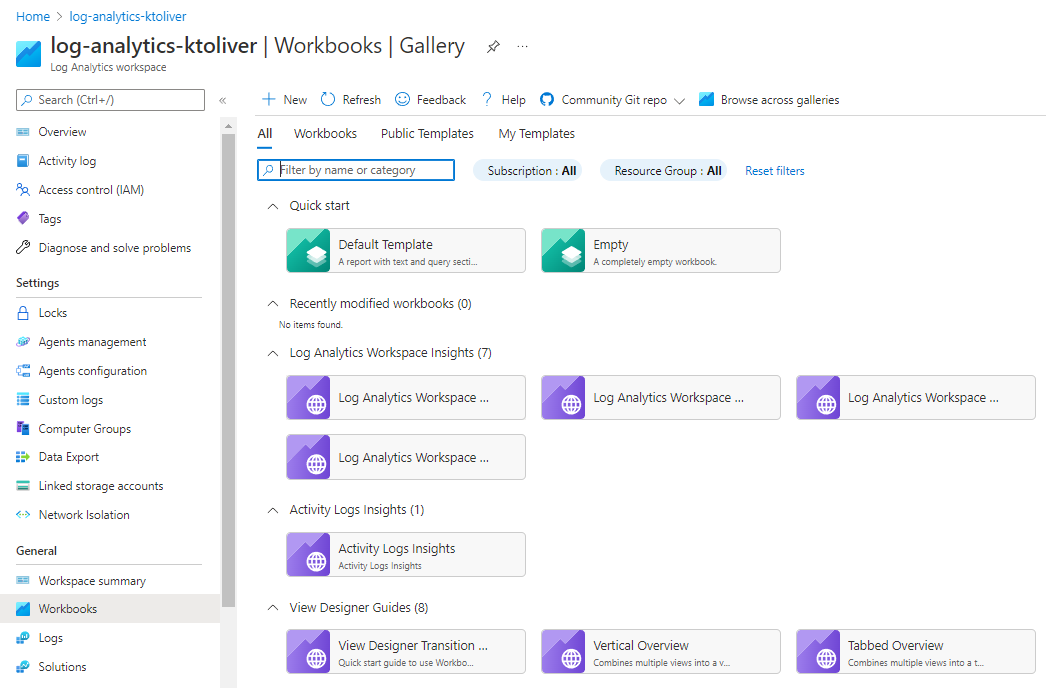 Home > log-analytics-ktoliver
log-analytics-ktoliver | Workbooks | Gallery ...
Log Analytics workspace
Search (Ctrl+/)
«
Overview
Activity log
Access control (IAM)
Tags
Diagnose and solve problems
Settings
Locks
Agents management
Agents configuration
Custom logs
Computer Groups
Data Export
Linked storage accounts
Network Isolation
General
Workspace summary
Workbooks
Logs
Solutions
New Refresh Feedback Help Community Git repo Browse across galleries
All Workbooks Public Templates My Templates
Filter by name or category Subscription : All Resource Group : All Reset filters
Quick start
Default Template
A report with text and query secti...
Empty
A completely empty workbook.
Recently modified workbooks (0)
No items found.
Log Analytics Workspace Insights (7)
Log Analytics Workspace ... Log Analytics Workspace ... Log Analytics Workspace ...
Log Analytics Workspace ...
Activity Logs Insights (1)
Activity Logs Insights
Activity Logs Insights
View Designer Guides (8)
View Designer Transition ...
Quick start guide to use Workbo...
Vertical Overview
Combines multiple views into a v...
Tabbed Overview
Combines multiple views into a t...